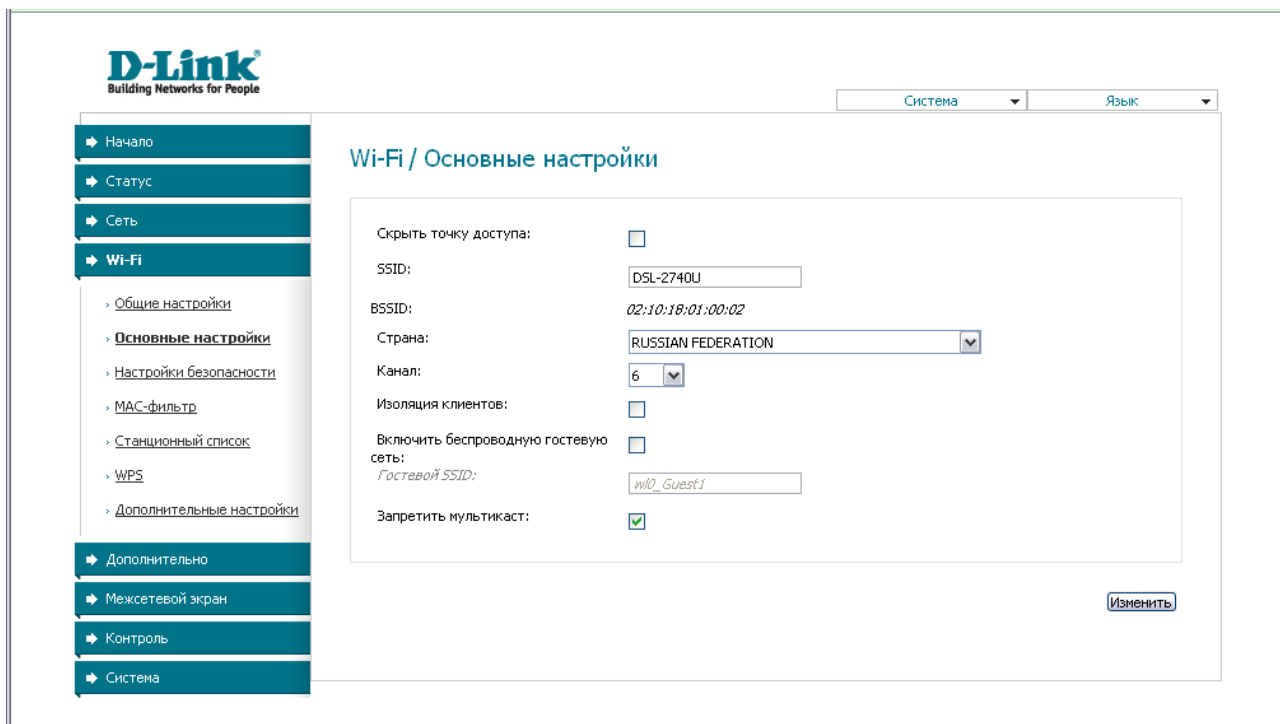 D-Link
Building Networks for People
Система
Язык
Начало
Статус
Сеть
Wi-Fi
Общие настройки
Основные настройки
Настройки безопасности
MAC-фильтр
Станционный список
WPS
Дополнительные настройки
Дополнительно
Межсетевой экран
Контроль
Система
Wi-Fi / Основные настройки
Скрыть точку доступа:
SSID: DSL-2740U
BSSID: 02:10:18:01:00:02
Страна: RUSSIAN FEDERATION
Канал: 6
Изоляция клиентов:
Включить беспроводную гостевую
сеть:
Гостевой SSID: wl0_Guest1
Запретить мультикаст:
Изменить